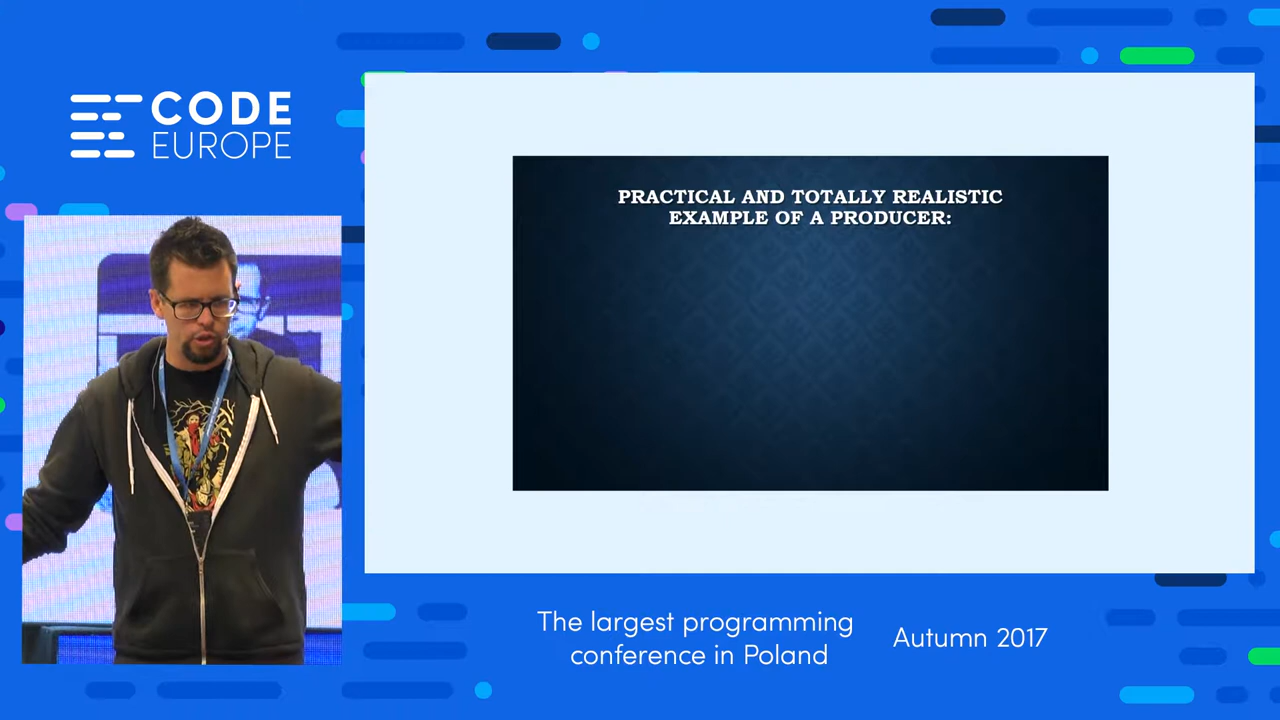 CODE
EUROPE
PRACTICAL AND TOTALLY REALISTIC
EXAMPLE OF A PRODUCER:
The largest programming
conference in Poland
Autumn 2017